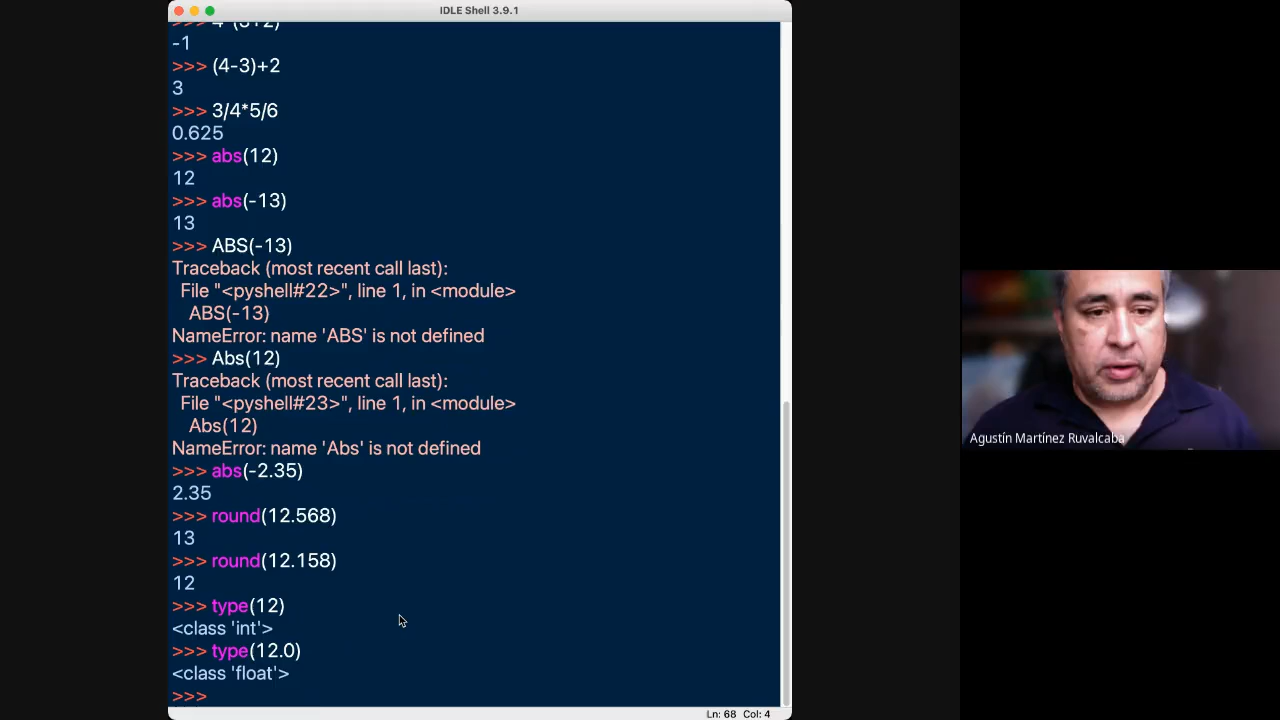 IDLE Shell 3.9.1
-1
>>> (4-3)+2
3
>>> 3/4*5/6
0.625
>>> abs(12)
12
>>> abs(-13)
13
>>> ABS(-13)
Traceback (most recent call last):
File "<pyshell#22>", line 1, in <module>
ABS(-13)
NameError: name 'ABS' is not defined
>>> Abs(12)
Traceback (most recent call last):
File "<pyshell#23>", line 1, in <module>
Abs(12)
NameError: name 'Abs' is not defined
>>> abs(-2.35)
2.35
>>> round(12.568)
13
>>> round(12.158)
12
>>> type(12)
<class 'int'>
>>> type(12.0)
<class 'float'>
>>>
Ln: 68 Col: 4
Agustín Martínez Ruvalcaba